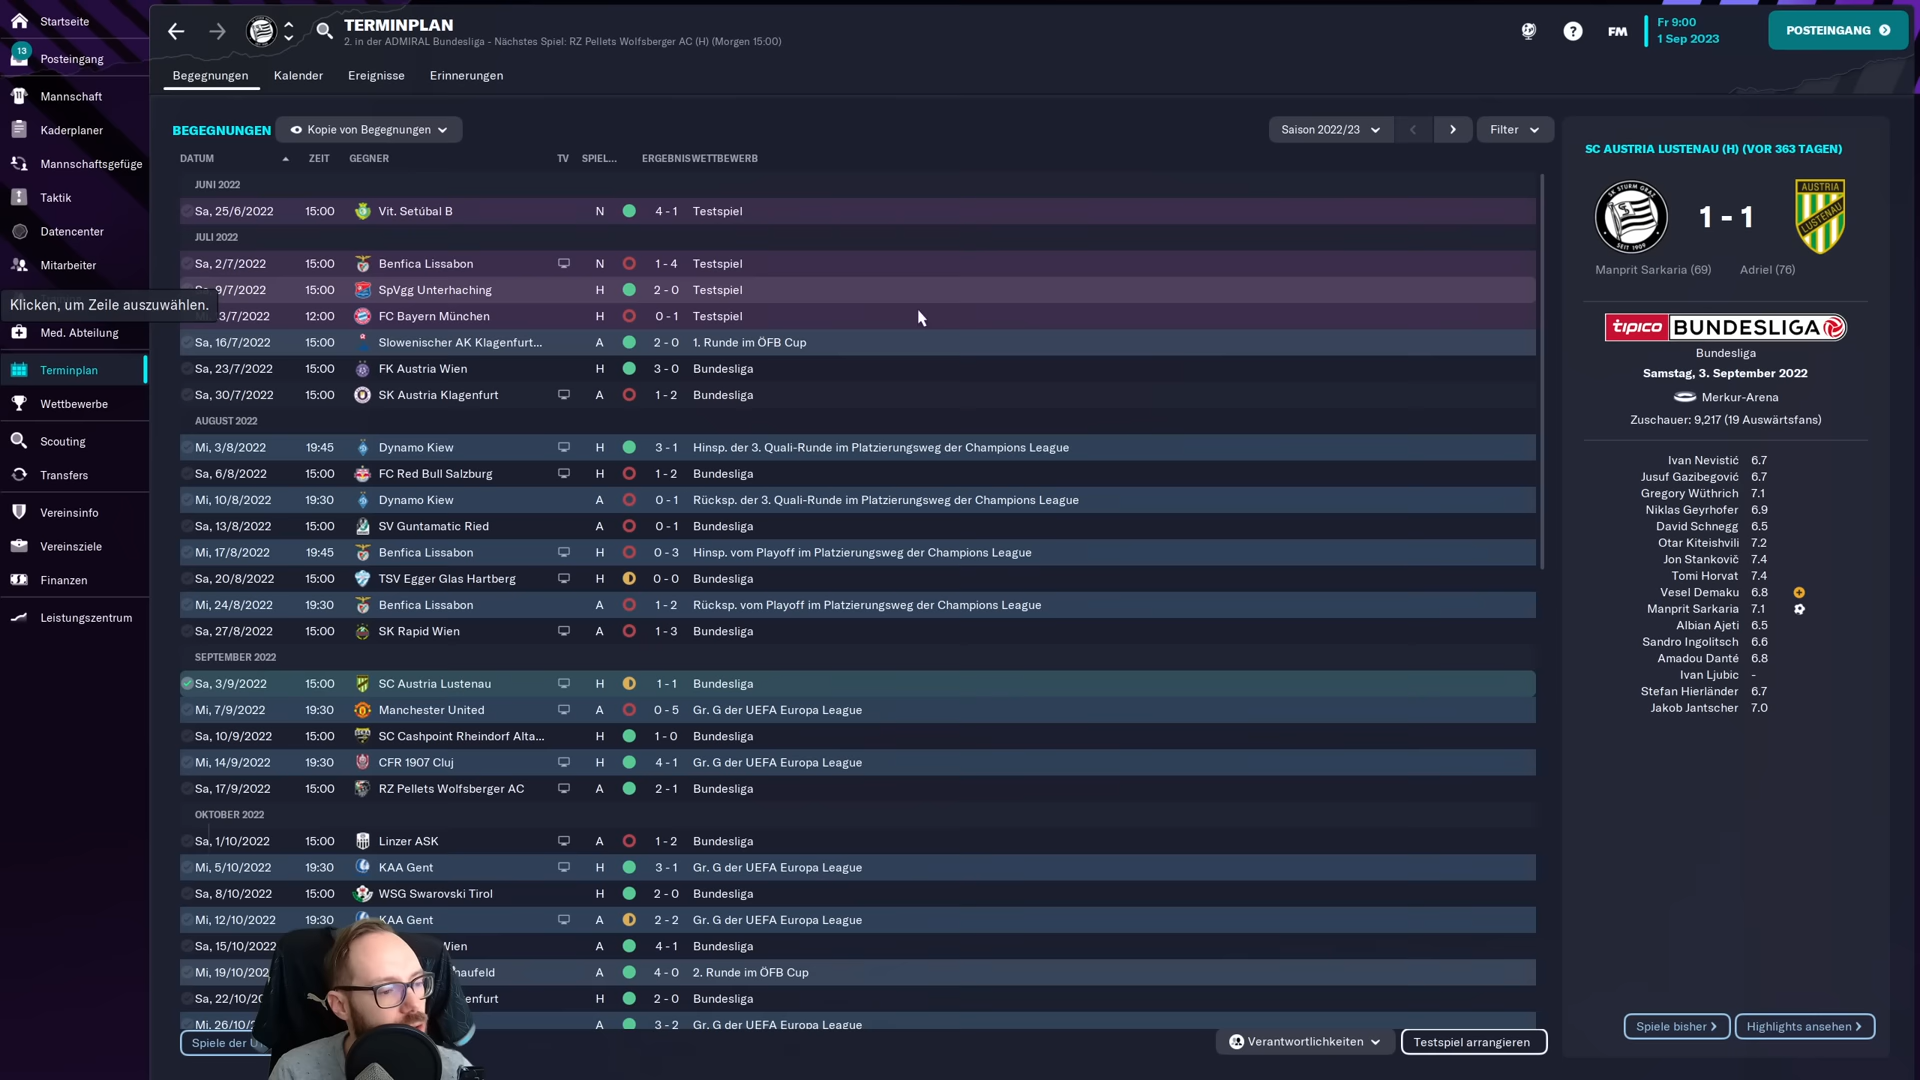 Startseite
13
Posteingang
Mannschaft
Kaderplaner
Mannschaftsgefüge
Taktik
Datencenter
Mitarbeiter
Klicken, um Zeile auszuwählen.
Med. Abteilung
Terminplan
Wettbewerbe
Scouting
Transfers
Vereinsinfo
Vereinsziele
Finanzen
Leistungszentrum
TERMINPLAN
2. in der ADMIRAL Bundesliga - Nächstes Spiel: RZ Pellets Wolfsberger AC (H) (Morgen 15:00)
FM
Fr 9:00
1 Sep 2023
POSTEINGANG
Begegnungen Kalender Ereignisse Erinnerungen
BEGEGNUNGEN Kopie von Begegnungen Saison 2022/23 Filter
DATUM ZEIT GEGNER TV SPIEL... ERGEBNIS WETTBEWERB
JUNI 2022
Sa, 25/6/2022 15:00 Vit. Setúbal B N 4 - 1 Testspiel
JULI 2022
Sa, 2/7/2022 15:00 Benfica Lissabon N 1 - 4 Testspiel
9/7/2022 15:00 SpVgg Unterhaching H 2 - 0 Testspiel
3/7/2022 12:00 FC Bayern München H 0 - 1 Testspiel
Sa, 16/7/2022 15:00 Slowenischer AK Klagenfurt... A 2 - 0 1. Runde im ÖFB Cup
Sa, 23/7/2022 15:00 FK Austria Wien H 3 - 0 Bundesliga
Sa, 30/7/2022 15:00 SK Austria Klagenfurt A 1 - 2 Bundesliga
AUGUST 2022
Mi, 3/8/2022 19:45 Dynamo Kiew H 3 - 1 Hinsp. der 3. Quali-Runde im Platzierungsweg der Champions League
Sa, 6/8/2022 15:00 FC Red Bull Salzburg H 1 - 2 Bundesliga
Mi, 10/8/2022 19:30 Dynamo Kiew A 0 - 1 Rücksp. der 3. Quali-Runde im Platzierungsweg der Champions League
Sa, 13/8/2022 15:00 SV Guntamatic Ried A 0 - 1 Bundesliga
Mi, 17/8/2022 19:45 Benfica Lissabon H 0 - 3 Hinsp. vom Playoff im Platzierungsweg der Champions League
Sa, 20/8/2022 15:00 TSV Egger Glas Hartberg H 0 - 0 Bundesliga
Mi, 24/8/2022 19:30 Benfica Lissabon A 1 - 2 Rücksp. vom Playoff im Platzierungsweg der Champions League
Sa, 27/8/2022 15:00 SK Rapid Wien A 1 - 3 Bundesliga
SEPTEMBER 2022
Sa, 3/9/2022 15:00 SC Austria Lustenau H 1 - 1 Bundesliga
Mi, 7/9/2022 19:30 Manchester United A 0 - 5 Gr. G der UEFA Europa League
Sa, 10/9/2022 15:00 SC Cashpoint Rheindorf Alta... H 1 - 0 Bundesliga
Mi, 14/9/2022 19:30 CFR 1907 Cluj H 4 - 1 Gr. G der UEFA Europa League
Sa, 17/9/2022 15:00 RZ Pellets Wolfsberger AC A 2 - 1 Bundesliga
OKTOBER 2022
Sa, 1/10/2022 15:00 Linzer ASK A 1 - 2 Bundesliga
Mi, 5/10/2022 19:30 KAA Gent H 3 - 1 Gr. G der UEFA Europa League
Sa, 8/10/2022 15:00 WSG Swarovski Tirol H 2 - 0 Bundesliga
Mi, 12/10/2022 19:30 KAA Gent A 2 - 2 Gr. G der UEFA Europa League
Sa, 15/10/2022 Wien A 4 - 1 Bundesliga
Mi, 19/10/202 haufeld A 4 - 0 2. Runde im ÖFB Cup
Sa, 22/10/20 enfurt H 2 - 0 Bundesliga
Mi, 26/10/2 A 3 - 2 Gr. G der UEFA Europa League
Spiele der U
Verantwortlichkeiten Testspiel arrangieren
SC AUSTRIA LUSTENAU (H) (VOR 363 TAGEN)
SK STURM GRAZ
SEIT 1909
1 - 1
AUSTRIA
LUSTENAU
Manprit Sarkaria (69) Adriel (76)
tipico BUNDESLIGA
Bundesliga
Samstag, 3. September 2022
Merkur-Arena
Zuschauer: 9,217 (19 Auswärtsfans)
Ivan Nevistić 6.7
Jusuf Gazibegović 6.7
Gregory Wüthrich 7.1
Niklas Geyrhofer 6.9
David Schnegg 6.5
Otar Kiteishvili 7.2
Jon Stankovič 7.4
Tomi Horvat 7.4
Vesel Demaku 6.8
Manprit Sarkaria 7.1
Albian Ajeti 6.5
Sandro Ingolitsch 6.6
Amadou Danté 6.8
Ivan Ljubic -
Stefan Hierländer 6.7
Jakob Jantscher 7.0
Spiele bisher Highlights ansehen